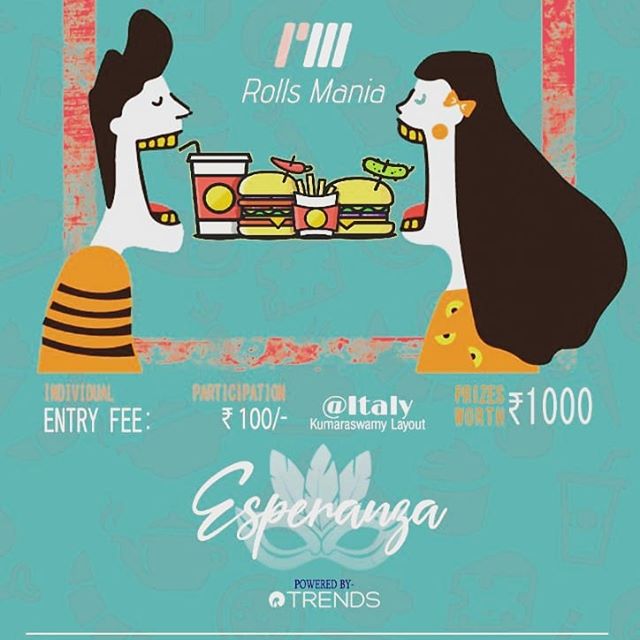 rm
Rolls Mania
INDIVIDUAL
ENTRY FEE:
PARTICIPATION
₹ 100/-
@Italy
Kumaraswamy Layout
PRIZES
WORTH ₹1000
Esperanza
POWERED BY-
TRENDS